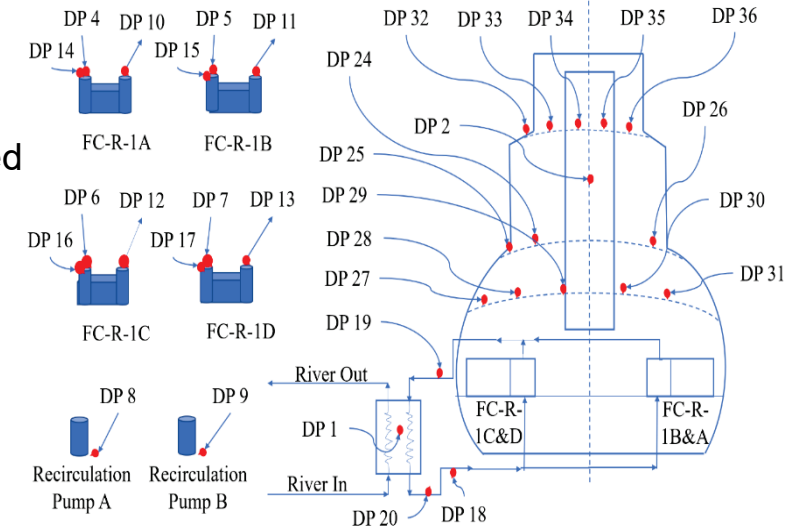 DP 4
DP 10
DP 5
DP 11
DP 14
DP 15
FC-R-1A
FC-R-1B
ed
DP 6
DP 12
DP 7
DP 13
DP 16
DP 17
FC-R-1C
FC-R-1D
DP 8
DP 9
Recirculation
Pump A
Recirculation
Pump B
DP 32
DP 33
DP 34
DP 35
DP 36
DP 24
DP 2
DP 26
DP 25
DP 29
DP 30
DP 28
DP 27
DP 31
DP 19
River Out
DP 1
River In
DP 20
DP 18
FC-R-
1C&D
FC-R-
1B&A